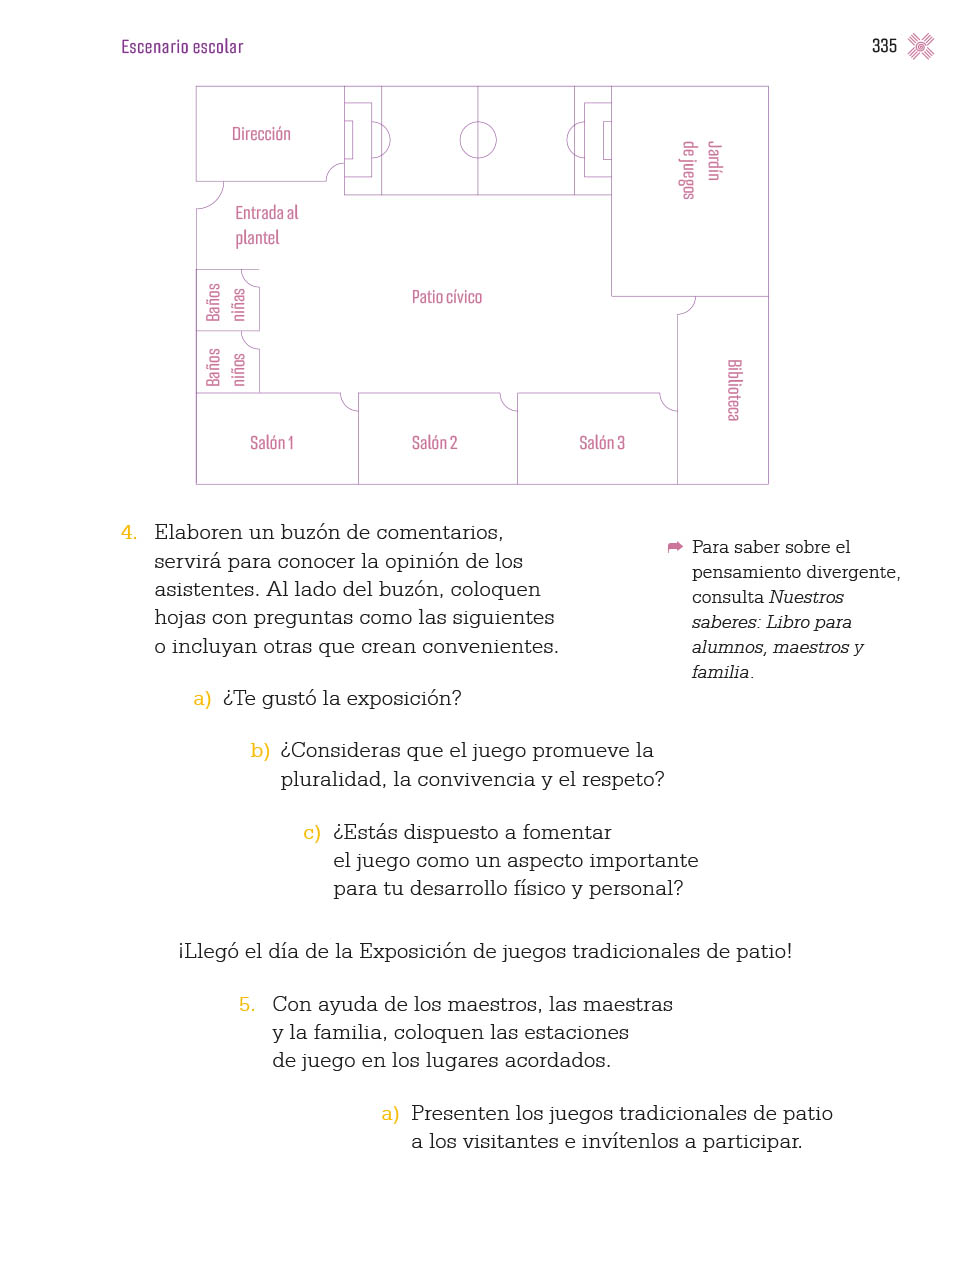 Escenario escolar
335
Dirección
Jardín
de juegos
Entrada al
plantel
Baños
niñas
Patio cívico
Baños
niños
Biblioteca
Salón 1
Salón 2
Salón 3
4. Elaboren un buzón de comentarios,
servirá para conocer la opinión de los
asistentes. Al lado del buzón, coloquen
hojas con preguntas como las siguientes
o incluyan otras que crean convenientes.
Para saber sobre el
pensamiento divergente,
consulta Nuestros
saberes: Libro para
alumnos, maestros y
familia.
a) ¿Te gustó la exposición?
b) ¿Consideras que el juego promueve la
pluralidad, la convivencia y el respeto?
c) ¿Estás dispuesto a fomentar
el juego como un aspecto importante
para tu desarrollo físico y personal?
¡Llegó el día de la Exposición de juegos tradicionales de patio!
5. Con ayuda de los maestros, las maestras
y la familia, coloquen las estaciones
de juego en los lugares acordados.
a) Presenten los juegos tradicionales de patio
a los visitantes e invítenlos a participar.